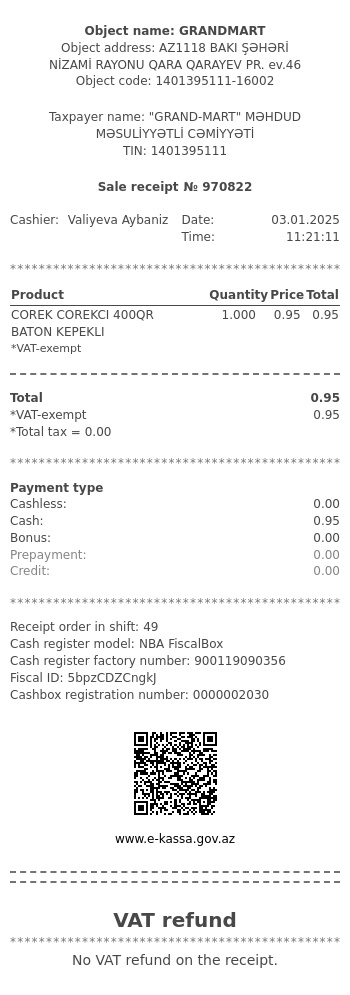 Object name: GRANDMART
Object address: AZ1118 BAKI ŞƏHƏRİ
NİZAMİ RAYONU QARA QARAYEV PR. ev.46
Object code: 1401395111-16002
Taxpayer name: "GRAND-MART" MƏHDUD
MƏSULİYYƏTLİ CƏMİYYƏTİ
TIN: 1401395111
Sale receipt № 970822
Cashier: Valiyeva Aybaniz Date: 03.01.2025
Time: 11:21:11
********************************************
Product Quantity Price Total
COREK COREKCI 400QR 1.000 0.95 0.95
BATON KEPEKLI
*VAT-exempt
Total 0.95
*VAT-exempt 0.95
*Total tax = 0.00
********************************************
Payment type
Cashless: 0.00
Cash: 0.95
Bonus: 0.00
Prepayment: 0.00
Credit: 0.00
********************************************
Receipt order in shift: 49
Cash register model: NBA FiscalBox
Cash register factory number: 900119090356
Fiscal ID: 5bpzCDZCngkJ
Cashbox registration number: 0000002030
www.e-kassa.gov.az
VAT refund
********************************************
No VAT refund on the receipt.